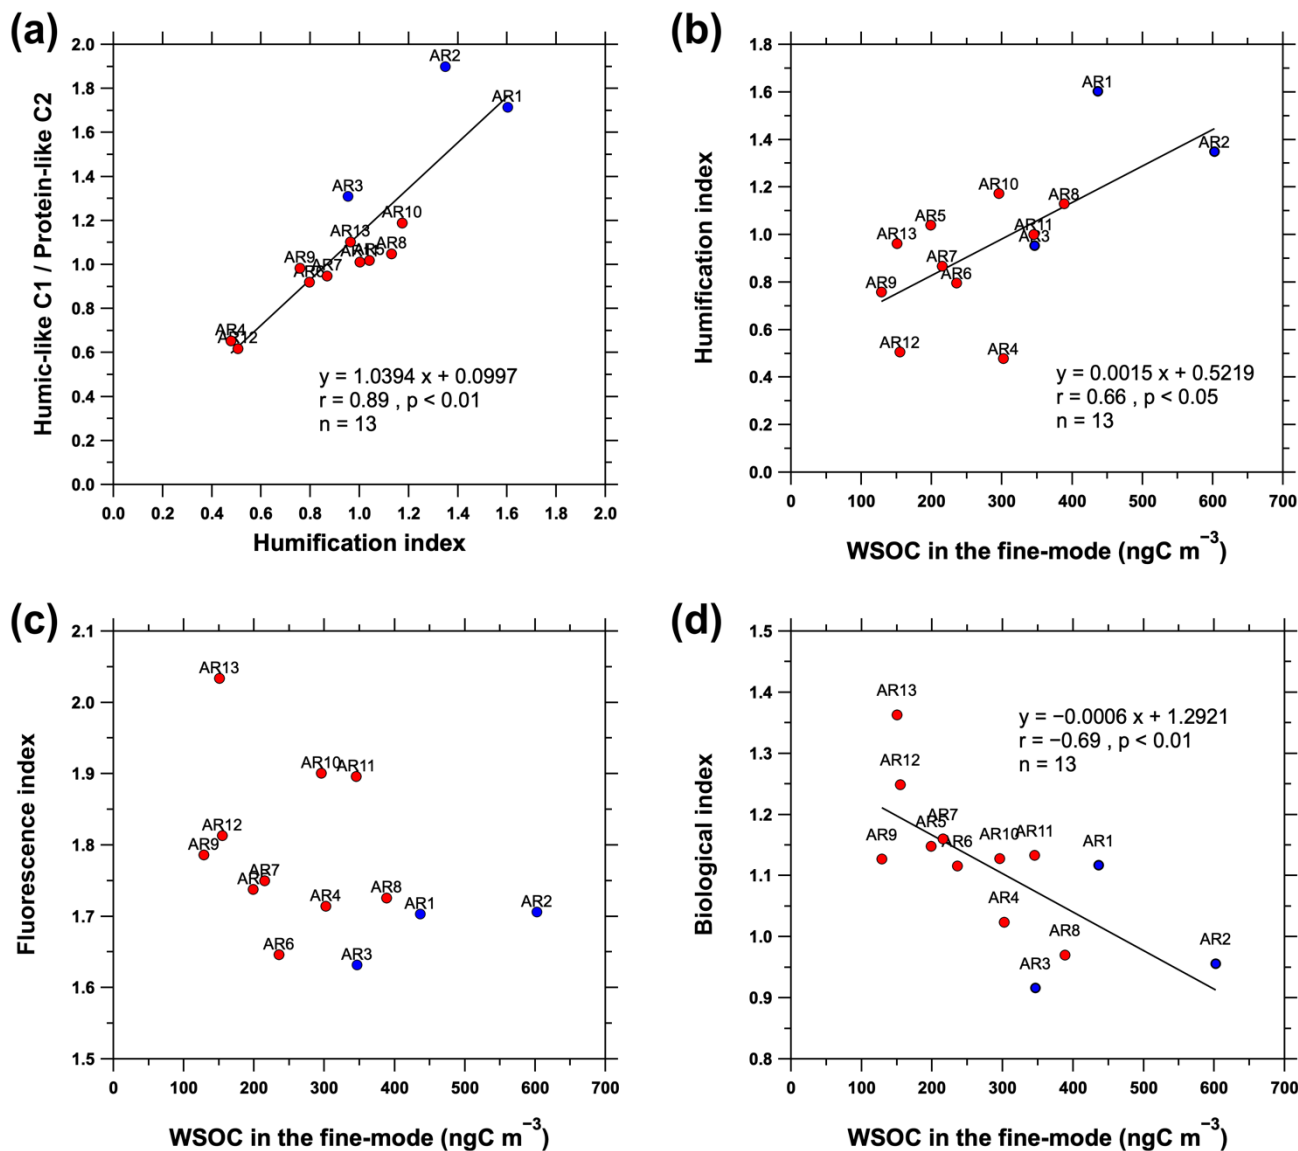 (a)
2.0
1.8
1.6
1.4
1.2
1.0
0.8
0.6
0.4
0.2
0.0
Humic-like C1 / Protein-like C2
AR2
AR1
AR3
AR10
AR13
AR5
AR8
AR9
AR7
AR4
AR12
y = 1.0394 x + 0.0997
r = 0.89 , p < 0.01
n = 13
0.0 0.2 0.4 0.6 0.8 1.0 1.2 1.4 1.6 1.8 2.0
Humification index
(b)
1.8
1.6
1.4
1.2
1.0
0.8
0.6
0.4
0.2
0.0
Humification index
AR1
AR2
AR10
AR8
AR5
AR11
AR13
AR3
AR7
AR6
AR9
AR12
AR4
y = 0.0015 x + 0.5219
r = 0.66 , p < 0.05
n = 13
0 100 200 300 400 500 600 700
WSOC in the fine-mode (ngC m⁻³)
(c)
2.1
2.0
1.9
1.8
1.7
1.6
1.5
Fluorescence index
AR13
AR10
AR11
AR12
AR9
AR7
AR4
AR8
AR1
AR2
AR6
AR3
0 100 200 300 400 500 600 700
WSOC in the fine-mode (ngC m⁻³)
(d)
1.5
1.4
1.3
1.2
1.1
1.0
0.9
0.8
Biological index
AR13
y = −0.0006 x + 1.2921
r = −0.69 , p < 0.01
n = 13
AR12
AR7
AR5
AR9
AR6
AR10
AR11
AR1
AR4
AR8
AR2
AR3
0 100 200 300 400 500 600 700
WSOC in the fine-mode (ngC m⁻³)